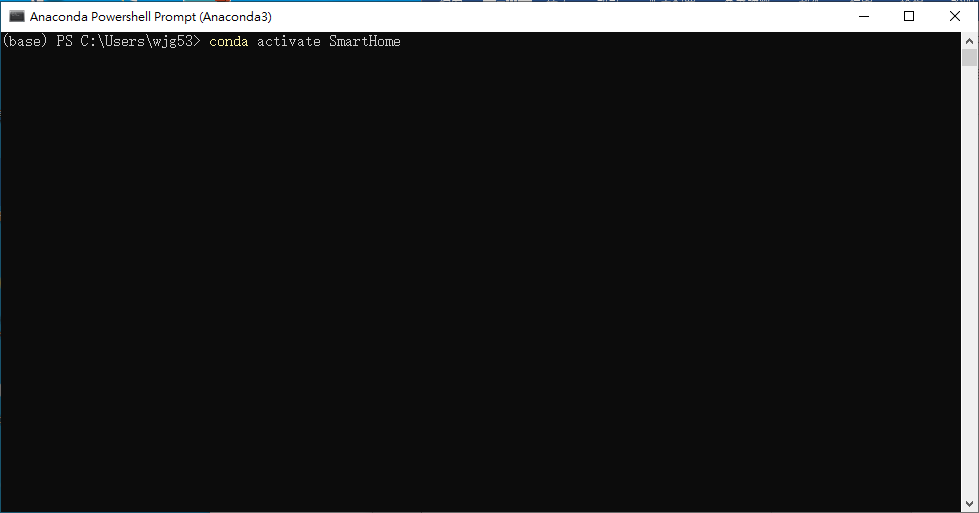 Anaconda Powershell Prompt (Anaconda3)
(base) PS C:\Users\wjg53> conda activate SmartHome